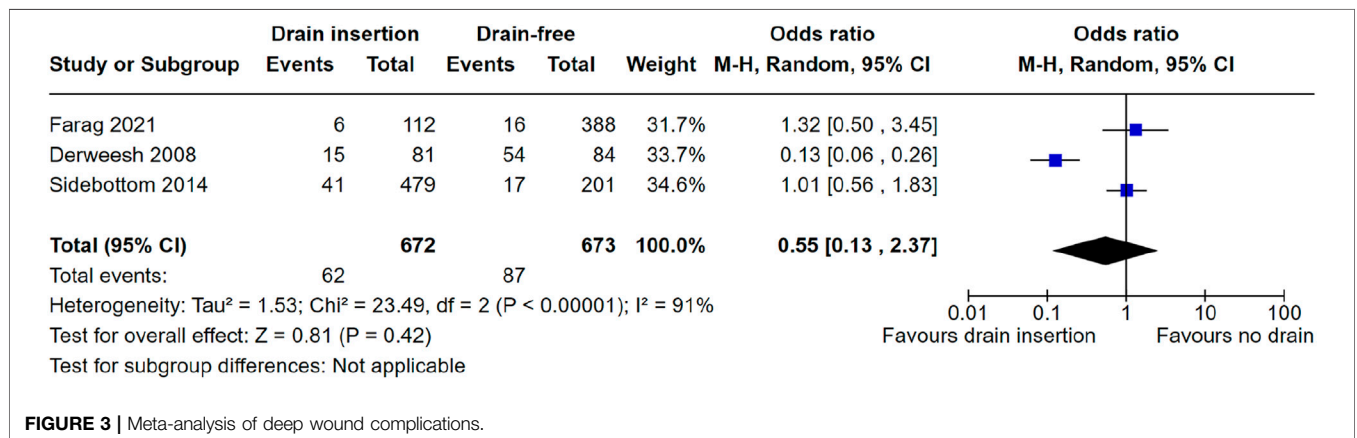 Drain insertion Drain-free Odds ratio Odds ratio
Study or Subgroup Events Total Events Total Weight M-H, Random, 95% CI M-H, Random, 95% CI
Farag 2021 6 112 16 388 31.7% 1.32 [0.50 , 3.45]
Derweesh 2008 15 81 54 84 33.7% 0.13 [0.06 , 0.26]
Sidebottom 2014 41 479 17 201 34.6% 1.01 [0.56 , 1.83]
Total (95% CI) 672 673 100.0% 0.55 [0.13 , 2.37]
Total events: 62 87
Heterogeneity: Tau² = 1.53; Chi² = 23.49, df = 2 (P < 0.00001); I² = 91%
0.01 0.1 1 10 100
Test for overall effect: Z = 0.81 (P = 0.42)
Favours drain insertion Favours no drain
Test for subgroup differences: Not applicable
FIGURE 3 | Meta-analysis of deep wound complications.